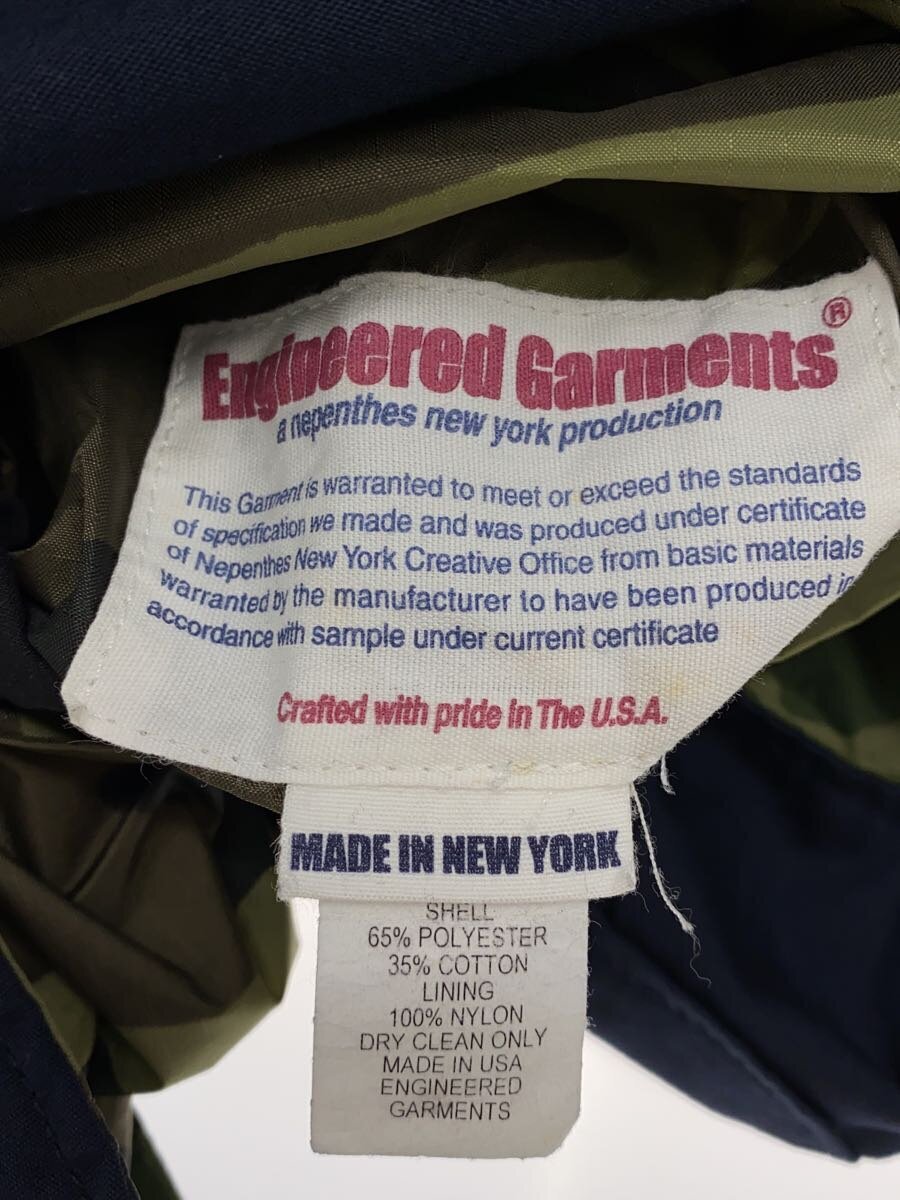 Engineered Garments®
a nepenthes new york production
This Garment is warranted to meet or exceed the standards
of specification we made and was produced under certificate
of Nepenthes New York Creative Office from basic materials
warranted by the manufacturer to have been produced in
accordance with sample under current certificate
Crafted with pride in The U.S.A.
MADE IN NEW YORK
SHELL
65% POLYESTER
35% COTTON
LINING
100% NYLON
DRY CLEAN ONLY
MADE IN USA
ENGINEERED
GARMENTS